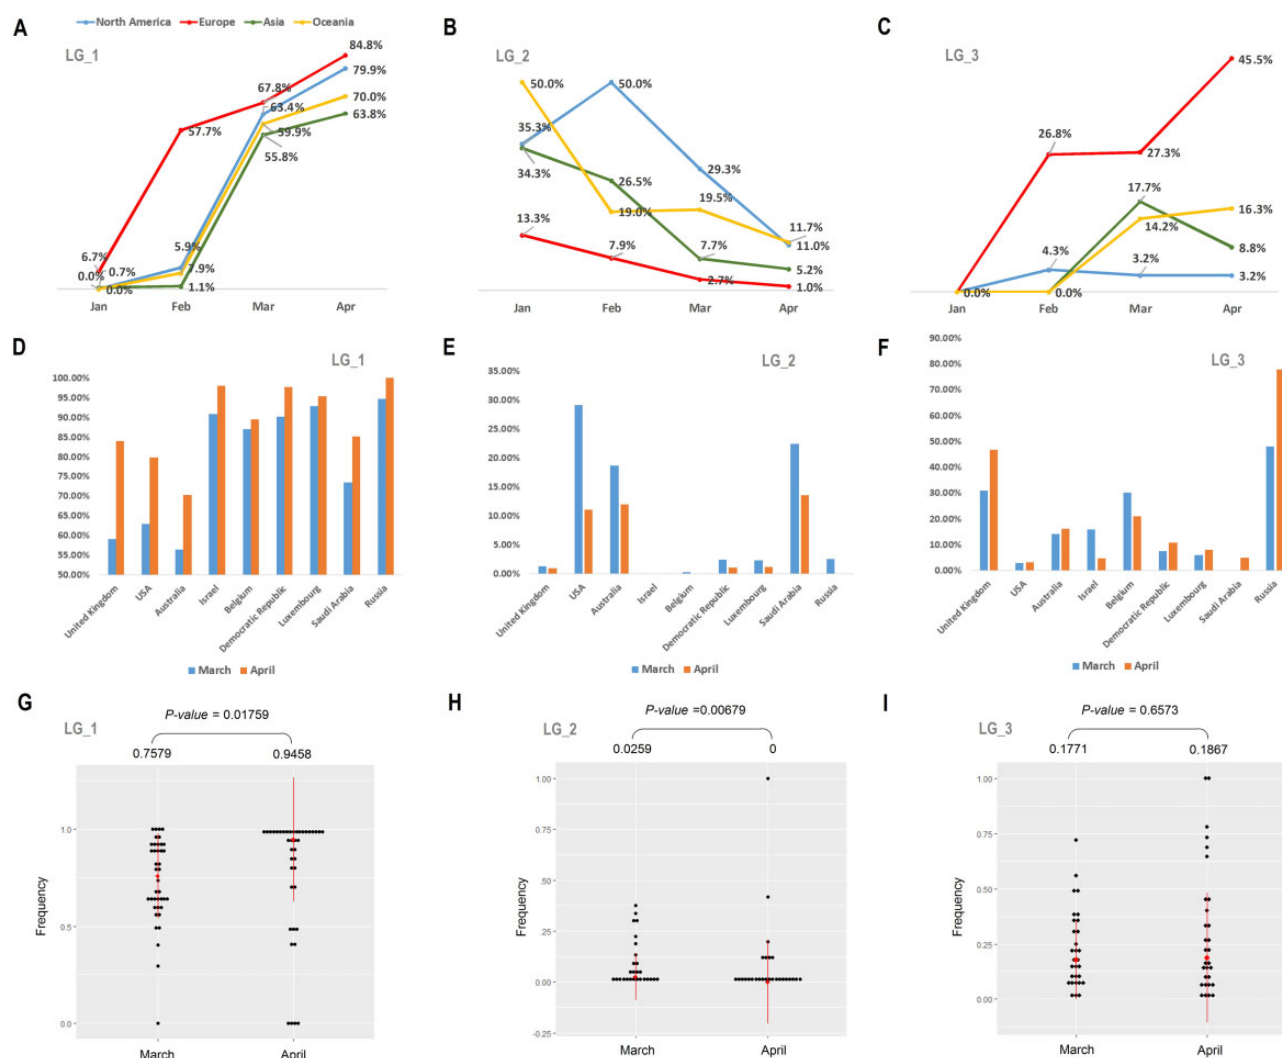 North America Europe Asia Oceania
A
LG_1
84.8%
79.9%
67.8%
63.4%
70.0%
63.8%
57.7%
59.9%
55.8%
6.7%
0.7%
0.0%
0.0%
5.9%
7.9%
1.1%
Jan Feb Mar Apr
B
LG_2
50.0%
50.0%
35.3%
34.3%
29.3%
26.5%
19.0%
19.5%
13.3%
11.7%
11.0%
7.9%
7.7%
5.2%
2.7%
1.0%
Jan Feb Mar Apr
C
LG_3
45.5%
26.8%
27.3%
17.7%
16.3%
14.2%
8.8%
4.3%
3.2%
3.2%
0.0%
0.0%
Jan Feb Mar Apr
D
LG_1
100.00%
95.00%
90.00%
85.00%
80.00%
75.00%
70.00%
65.00%
60.00%
55.00%
50.00%
United Kingdom
USA
Australia
Israel
Belgium
Democratic Republic
Luxembourg
Saudi Arabia
Russia
March April
E
LG_2
35.00%
30.00%
25.00%
20.00%
15.00%
10.00%
5.00%
0.00%
United Kingdom
USA
Australia
Israel
Belgium
Democratic Republic
Luxembourg
Saudi Arabia
Russia
March April
F
LG_3
90.00%
80.00%
70.00%
60.00%
50.00%
40.00%
30.00%
20.00%
10.00%
0.00%
United Kingdom
USA
Australia
Israel
Belgium
Democratic Republic
Luxembourg
Saudi Arabia
Russia
March April
G
LG_1
P-value = 0.01759
0.7579 0.9458
Frequency
1.0
0.5
0.0
March April
H
LG_2
P-value =0.00679
0.0259 0
Frequency
1.00
0.75
.50
0.25
0.00
-0.25
March April
I
LG_3
P-value = 0.6573
0.1771 0.1867
Frequency
1.00
0.75
0.50
0.25
0.00
March April